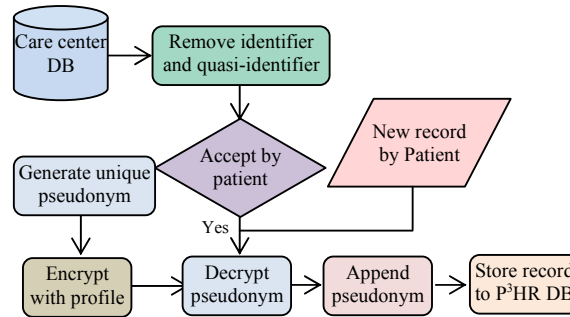 Care center
DB
Remove identifier
and quasi-identifier
Accept by
patient
New record
by Patient
Generate unique
pseudonym
Yes
Encrypt
with profile
Decrypt
pseudonym
Append
pseudonym
Store record
to P³HR DB